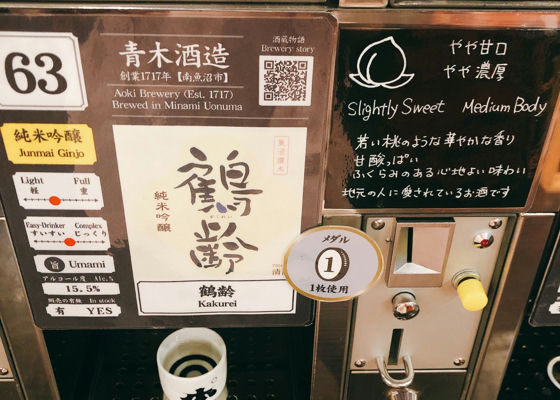 63
青木酒造
創業1717年【南魚沼市】
Aoki Brewery (Est. 1717)
Brewed in Minami Uonuma
酒蔵物語
Brewery story
純米吟醸
Junmai Ginjo
Light Full
軽 重
Easy-Drinker Complex
すいすい じっくり
旨 Umami
アルコール度 Alc.%
15.5%
In stock
有 YES
鶴齢
純米吟醸
鶴齢
Kakurei
メダル
1
1枚使用
やや甘口
やや濃厚
Slightly Sweet Medium Body
若い桃のような華やかな香り
甘酸っぱい
ふくらみのある心地よい味わい
地元の人に愛されているお酒です